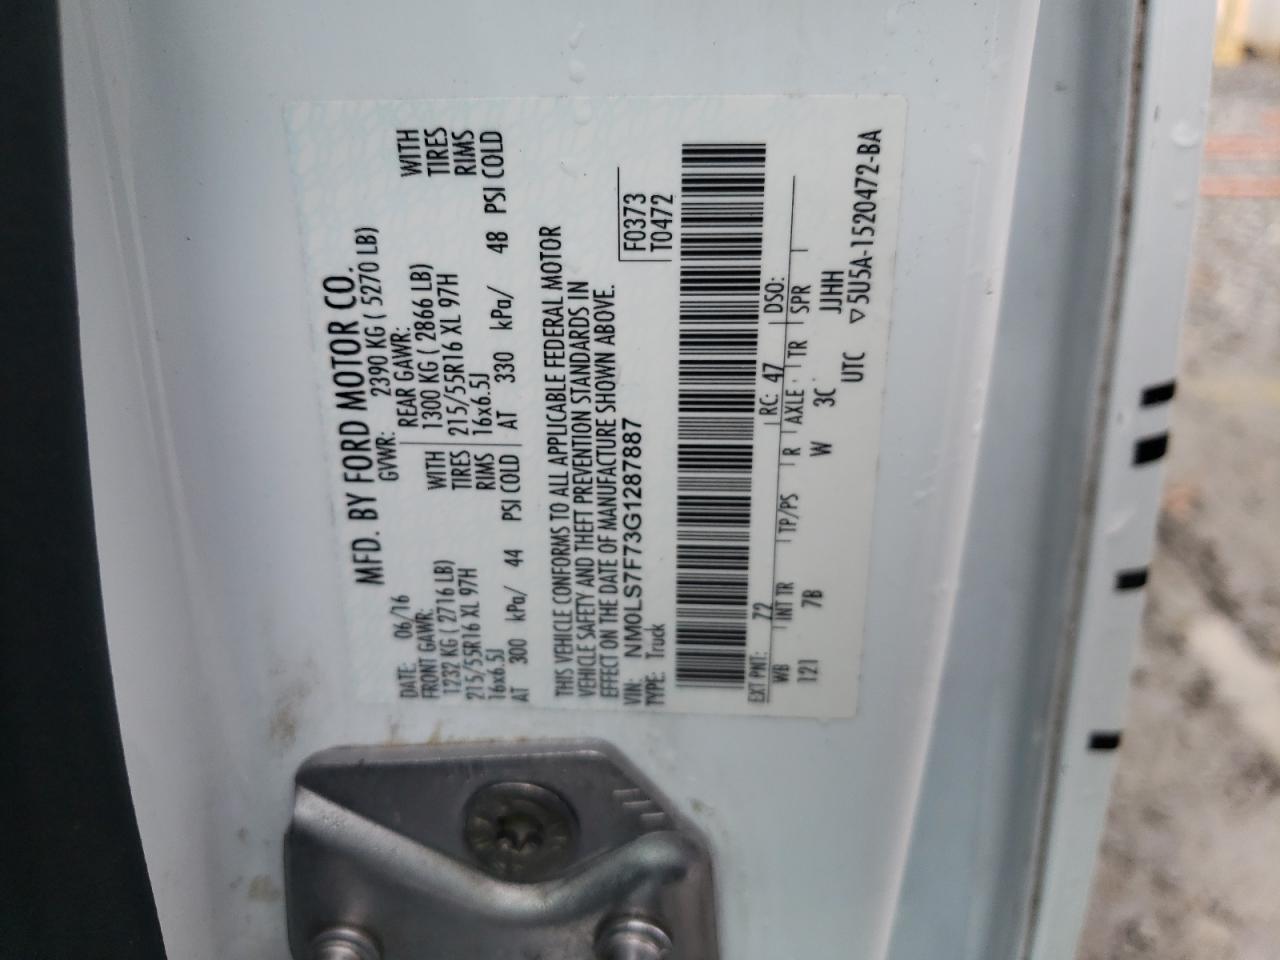 MFD. BY FORD MOTOR CO.
DATE: 06/16 GVWR: 2390 KG ( 5270 LB)
FRONT GAWR: REAR GAWR:
1232 KG ( 2716 LB) WITH 1300 KG ( 2866 LB) WITH
215/55R16 XL 97H TIRES 215/55R16 XL 97H TIRES
16x6.5J RIMS 16x6.5J RIMS
AT 300 kPa/ 44 PSI COLD AT 330 kPa/ 48 PSI COLD
THIS VEHICLE CONFORMS TO ALL APPLICABLE FEDERAL MOTOR
VEHICLE SAFETY AND THEFT PREVENTION STANDARDS IN
EFFECT ON THE DATE OF MANUFACTURE SHOWN ABOVE.
VIN: NM0LS7F73G1287887 F0373
TYPE: Truck T0472
EXT PNT: 7Z RC: 47 DSO:
WB INT TR TP/PS R AXLE TR SPR
121 7B W 3C JJHH
UTC ▽5U5A-1520472-BA